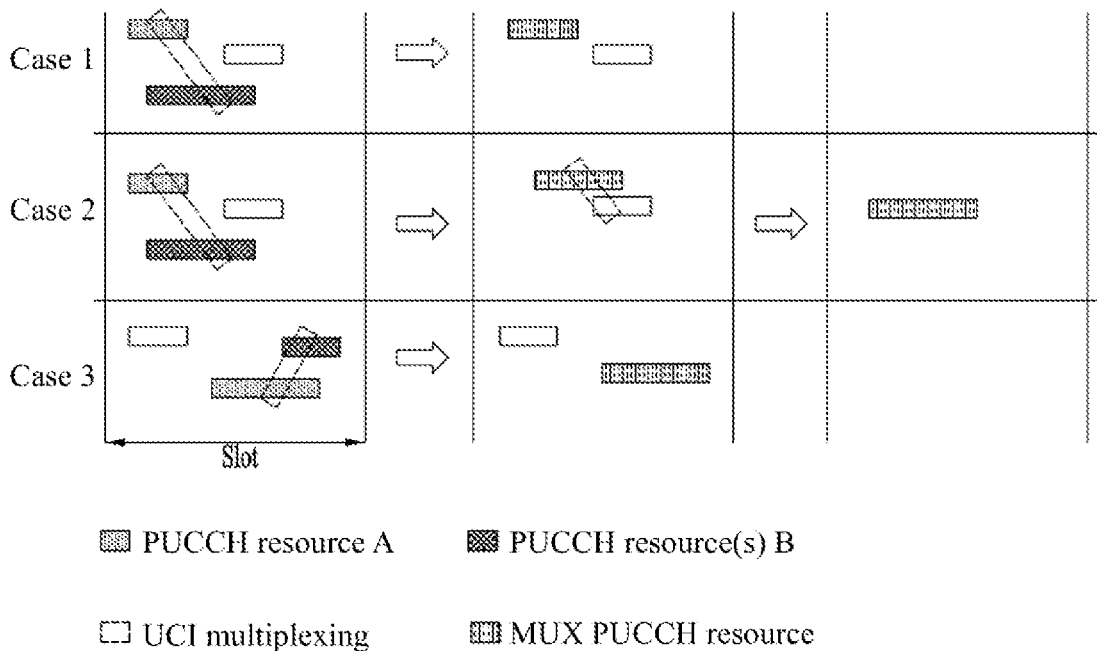 Case 1
Case 2
Case 3
Slot
PUCCH resource A
PUCCH resource(s) B
UCI multiplexing
MUX PUCCH resource